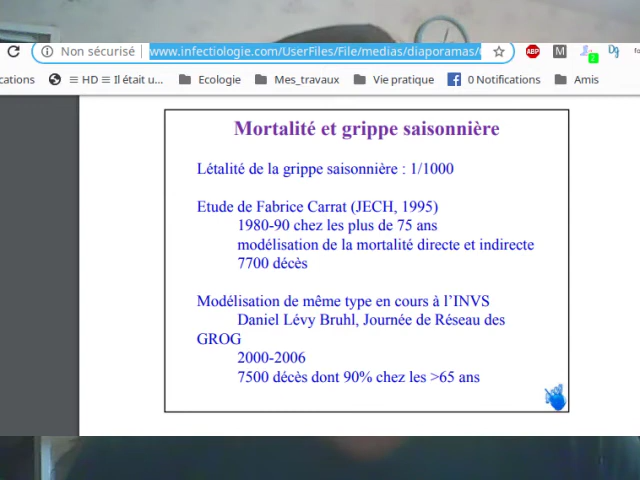 Non sécurisé | www.infectiologie.com/UserFiles/File/medias/diaporamas/
ABP M Dg
cations HD Il était u... Ecologie Mes_travaux Vie pratique 0 Notifications Amis
Mortalité et grippe saisonnière
Létalité de la grippe saisonnière : 1/1000
Etude de Fabrice Carrat (JECH, 1995)
1980-90 chez les plus de 75 ans
modélisation de la mortalité directe et indirecte
7700 décès
Modélisation de même type en cours à l'INVS
Daniel Lévy Bruhl, Journée de Réseau des
GROG
2000-2006
7500 décès dont 90% chez les >65 ans